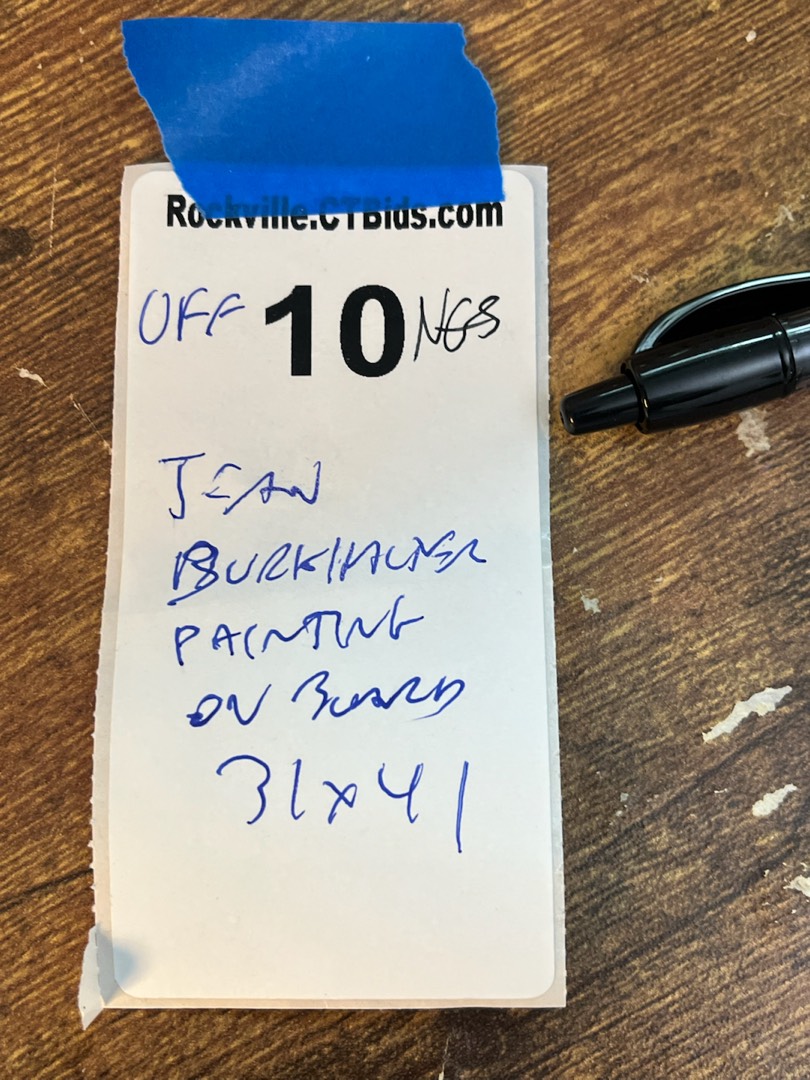 Rockville.CTBids.com
OFF 10 NGS
JEAN
BURKHALTER
PAINTING
ON BOARD
31x41